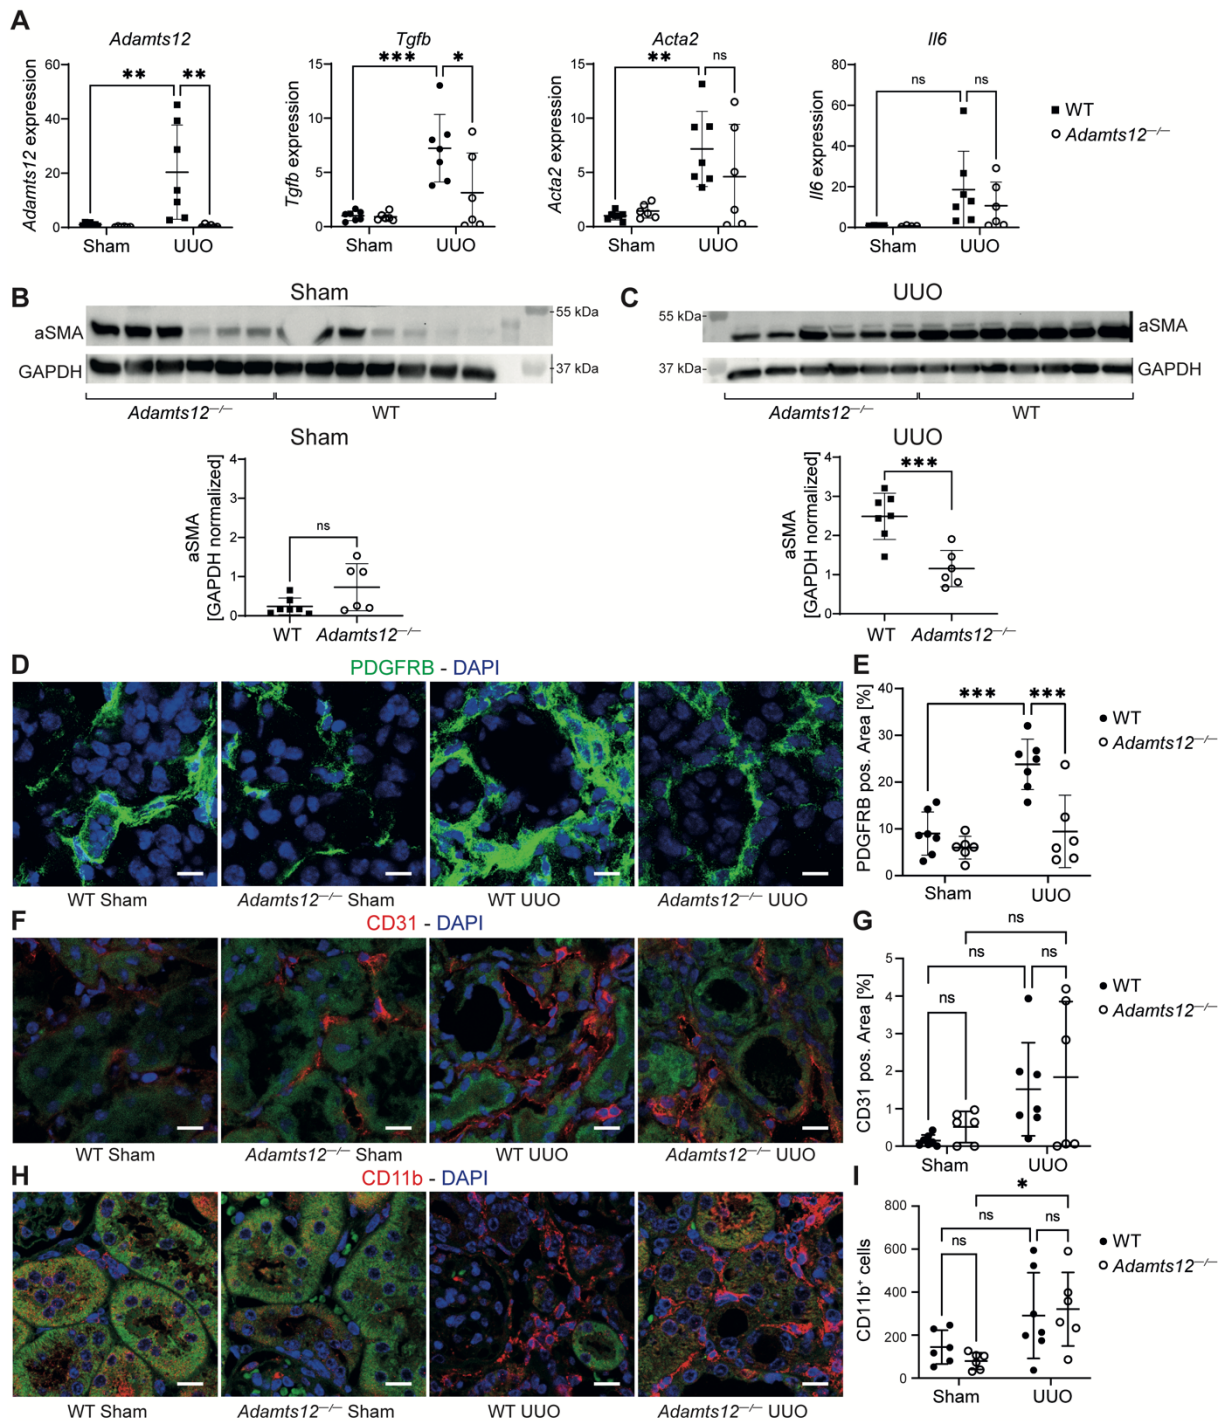 A
Adamts12
Tgfb
Acta2
Il6
60
40
20
0
Adamts12 expression
** **
Sham UUO
15
10
5
0
Tgfb expression
*** *
Sham UUO
15
10
5
0
Acta2 expression
** ns
Sham UUO
80
60
40
20
0
Il6 expression
ns ns
Sham UUO
WT
Adamts12–/–
B
Sham
aSMA
GAPDH
55 kDa
37 kDa
Adamts12–/–
WT
Sham
4
3
2
1
0
aSMA
[GAPDH normalized]
ns
WT Adamts12–/–
C
UUO
55 kDa
37 kDa
aSMA
GAPDH
Adamts12–/–
WT
UUO
4
3
2
1
0
aSMA
[GAPDH normalized]
***
WT Adamts12–/–
D
PDGFRB - DAPI
WT Sham
Adamts12–/– Sham
WT UUO
Adamts12–/– UUO
E
40
30
20
10
0
PDGFRB pos. Area [%]
*** ***
Sham UUO
WT
Adamts12–/–
F
CD31 - DAPI
WT Sham
Adamts12–/– Sham
WT UUO
Adamts12–/– UUO
G
5
4
3
2
1
0
CD31 pos. Area [%]
ns
ns ns
ns
Sham UUO
WT
Adamts12–/–
H
CD11b - DAPI
WT Sham
Adamts12–/– Sham
WT UUO
Adamts12–/– UUO
I
800
600
400
200
0
CD11b+ cells
*
ns ns
ns
Sham UUO
WT
Adamts12–/–